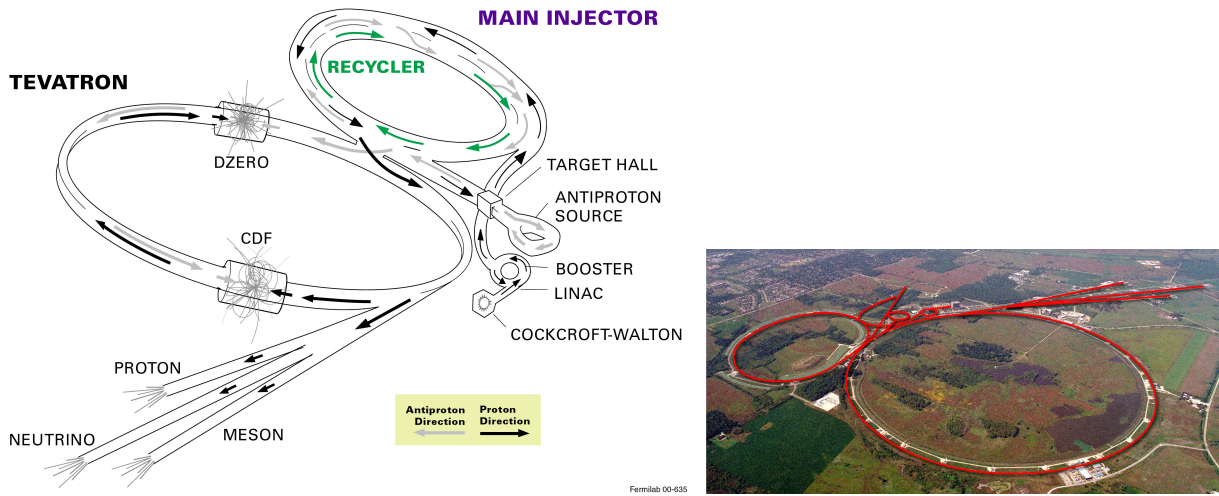 MAIN INJECTOR
RECYCLER
TEVATRON
DZERO
TARGET HALL
ANTIPROTON
SOURCE
CDF
BOOSTER
LINAC
COCKCROFT-WALTON
PROTON
NEUTRINO
MESON
Antiproton
Direction
Proton
Direction
Fermilab 00-635